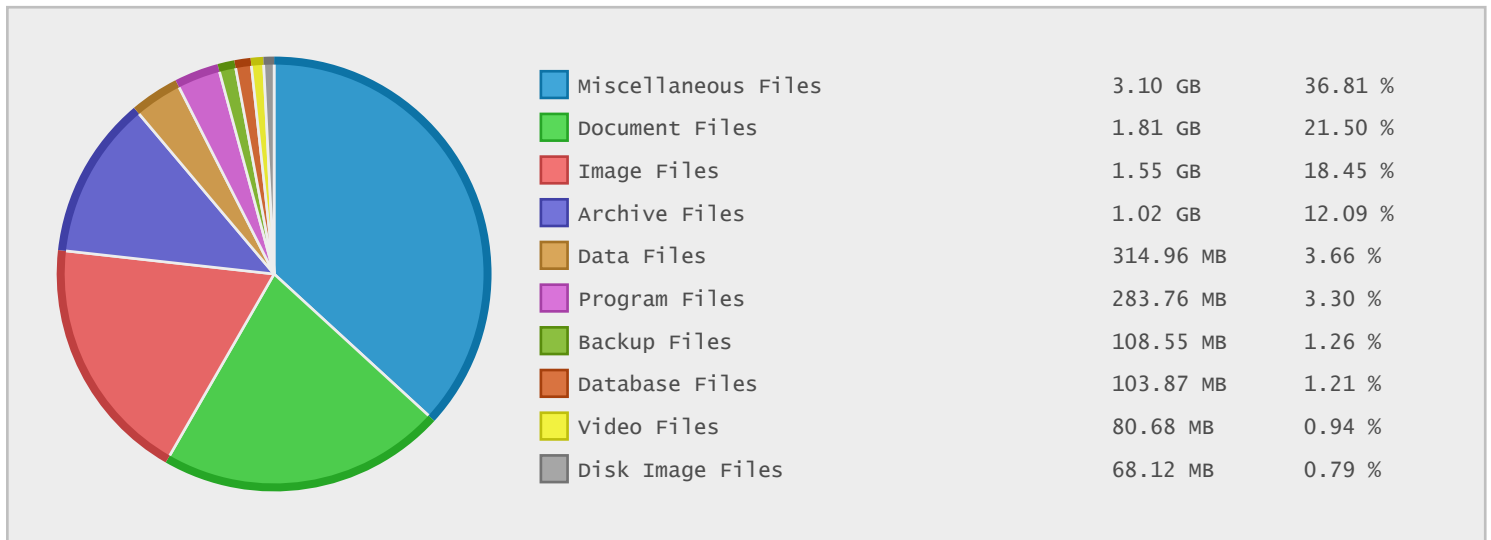 Miscellaneous Files 3.10 GB 36.81 %
Document Files 1.81 GB 21.50 %
Image Files 1.55 GB 18.45 %
Archive Files 1.02 GB 12.09 %
Data Files 314.96 MB 3.66 %
Program Files 283.76 MB 3.30 %
Backup Files 108.55 MB 1.26 %
Database Files 103.87 MB 1.21 %
Video Files 80.68 MB 0.94 %
Disk Image Files 68.12 MB 0.79 %